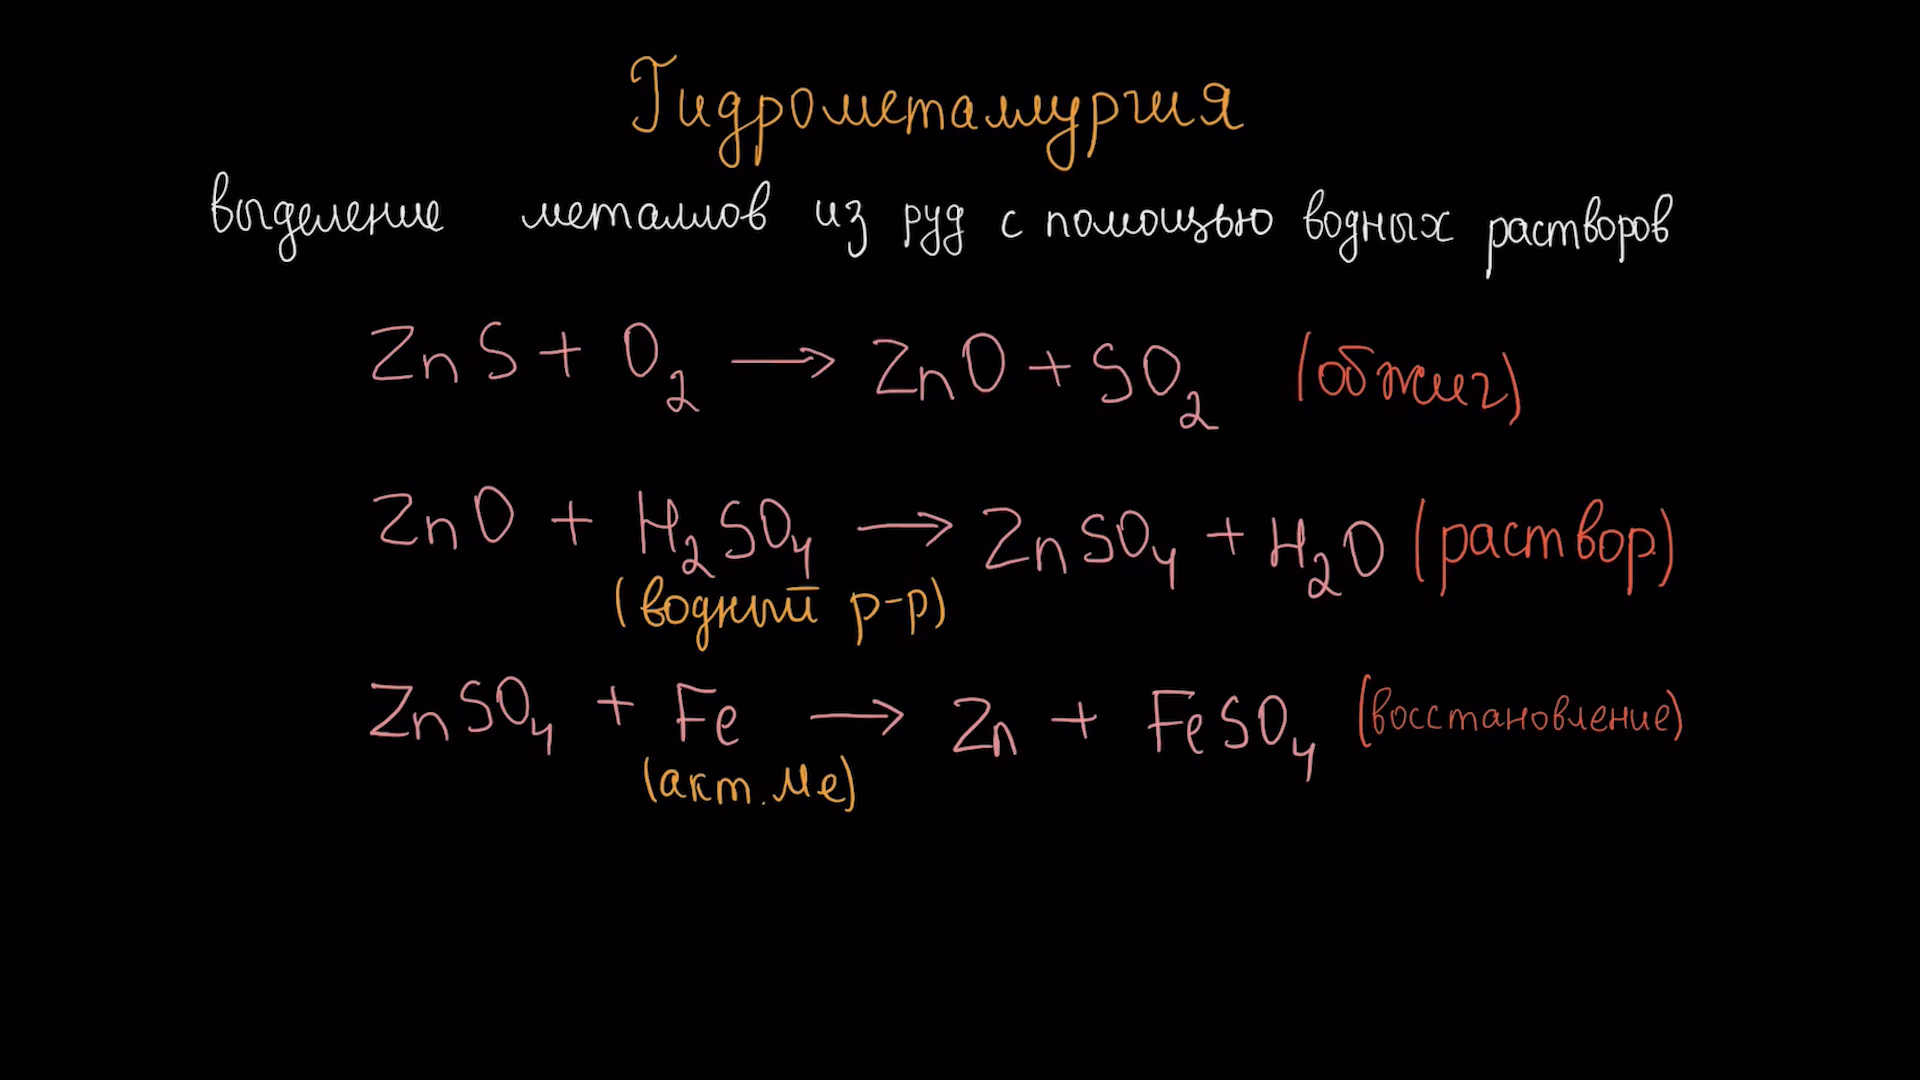 Гидрометаллургия
выделение металлов из руд с помощью водных растворов
ZnS + O₂ → ZnO + SO₂ (обжиг)
ZnO + H₂SO₄ → ZnSO₄ + H₂O (раствор)
(водный р-р)
ZnSO₄ + Fe → Zn + FeSO₄ (восстановление)
(акт. Ме)